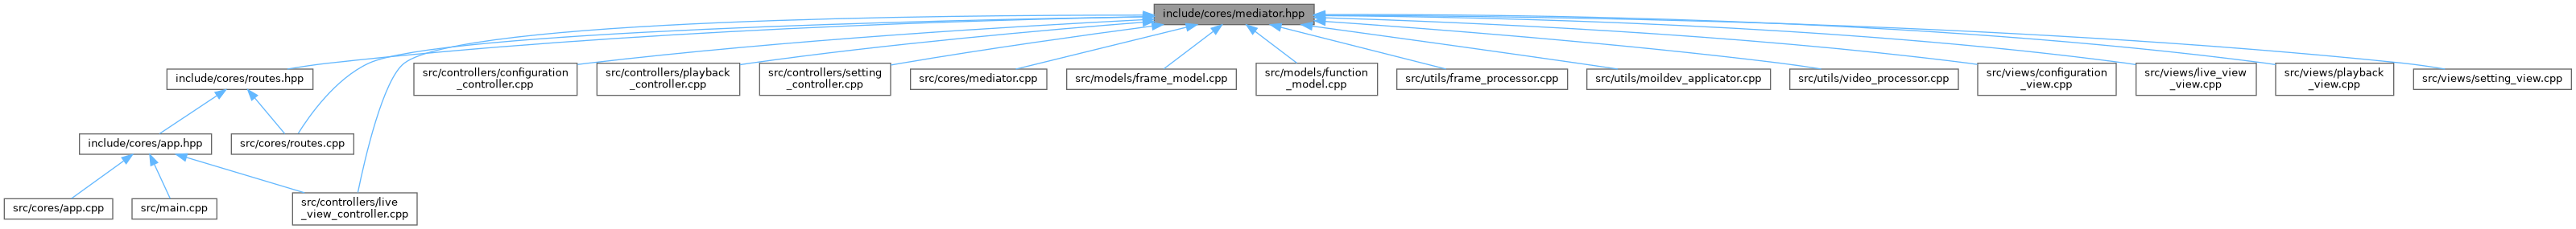 include/cores/mediator.hpp
include/cores/routes.hpp
src/controllers/configuration
_controller.cpp
src/controllers/playback
_controller.cpp
src/controllers/setting
_controller.cpp
src/cores/mediator.cpp
src/models/frame_model.cpp
src/models/function
_model.cpp
src/utils/frame_processor.cpp
src/utils/moildev_applicator.cpp
src/utils/video_processor.cpp
src/views/configuration
_view.cpp
src/views/live_view
_view.cpp
src/views/playback
_view.cpp
src/views/setting_view.cpp
include/cores/app.hpp
src/cores/routes.cpp
src/cores/app.cpp
src/main.cpp
src/controllers/live
_view_controller.cpp